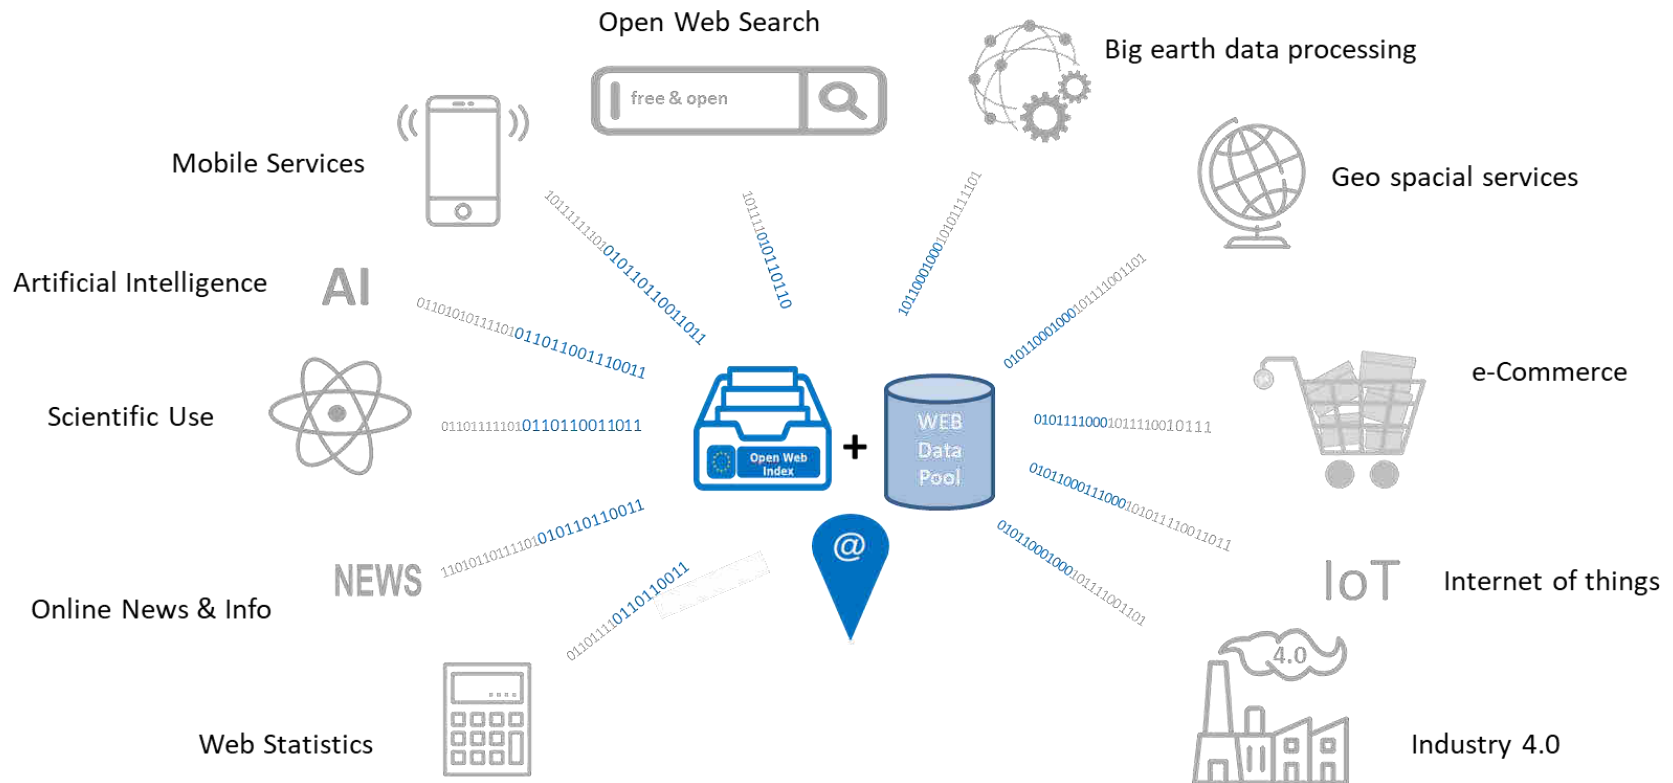 Open Web Search
free & open
Big earth data processing
Mobile Services
Geo spacial services
Artificial Intelligence
AI
e-Commerce
Scientific Use
WEB
Data
Pool
+
Open Web
Index
@
NEWS
Online News & Info
IoT
Internet of things
4.0
Web Statistics
Industry 4.0